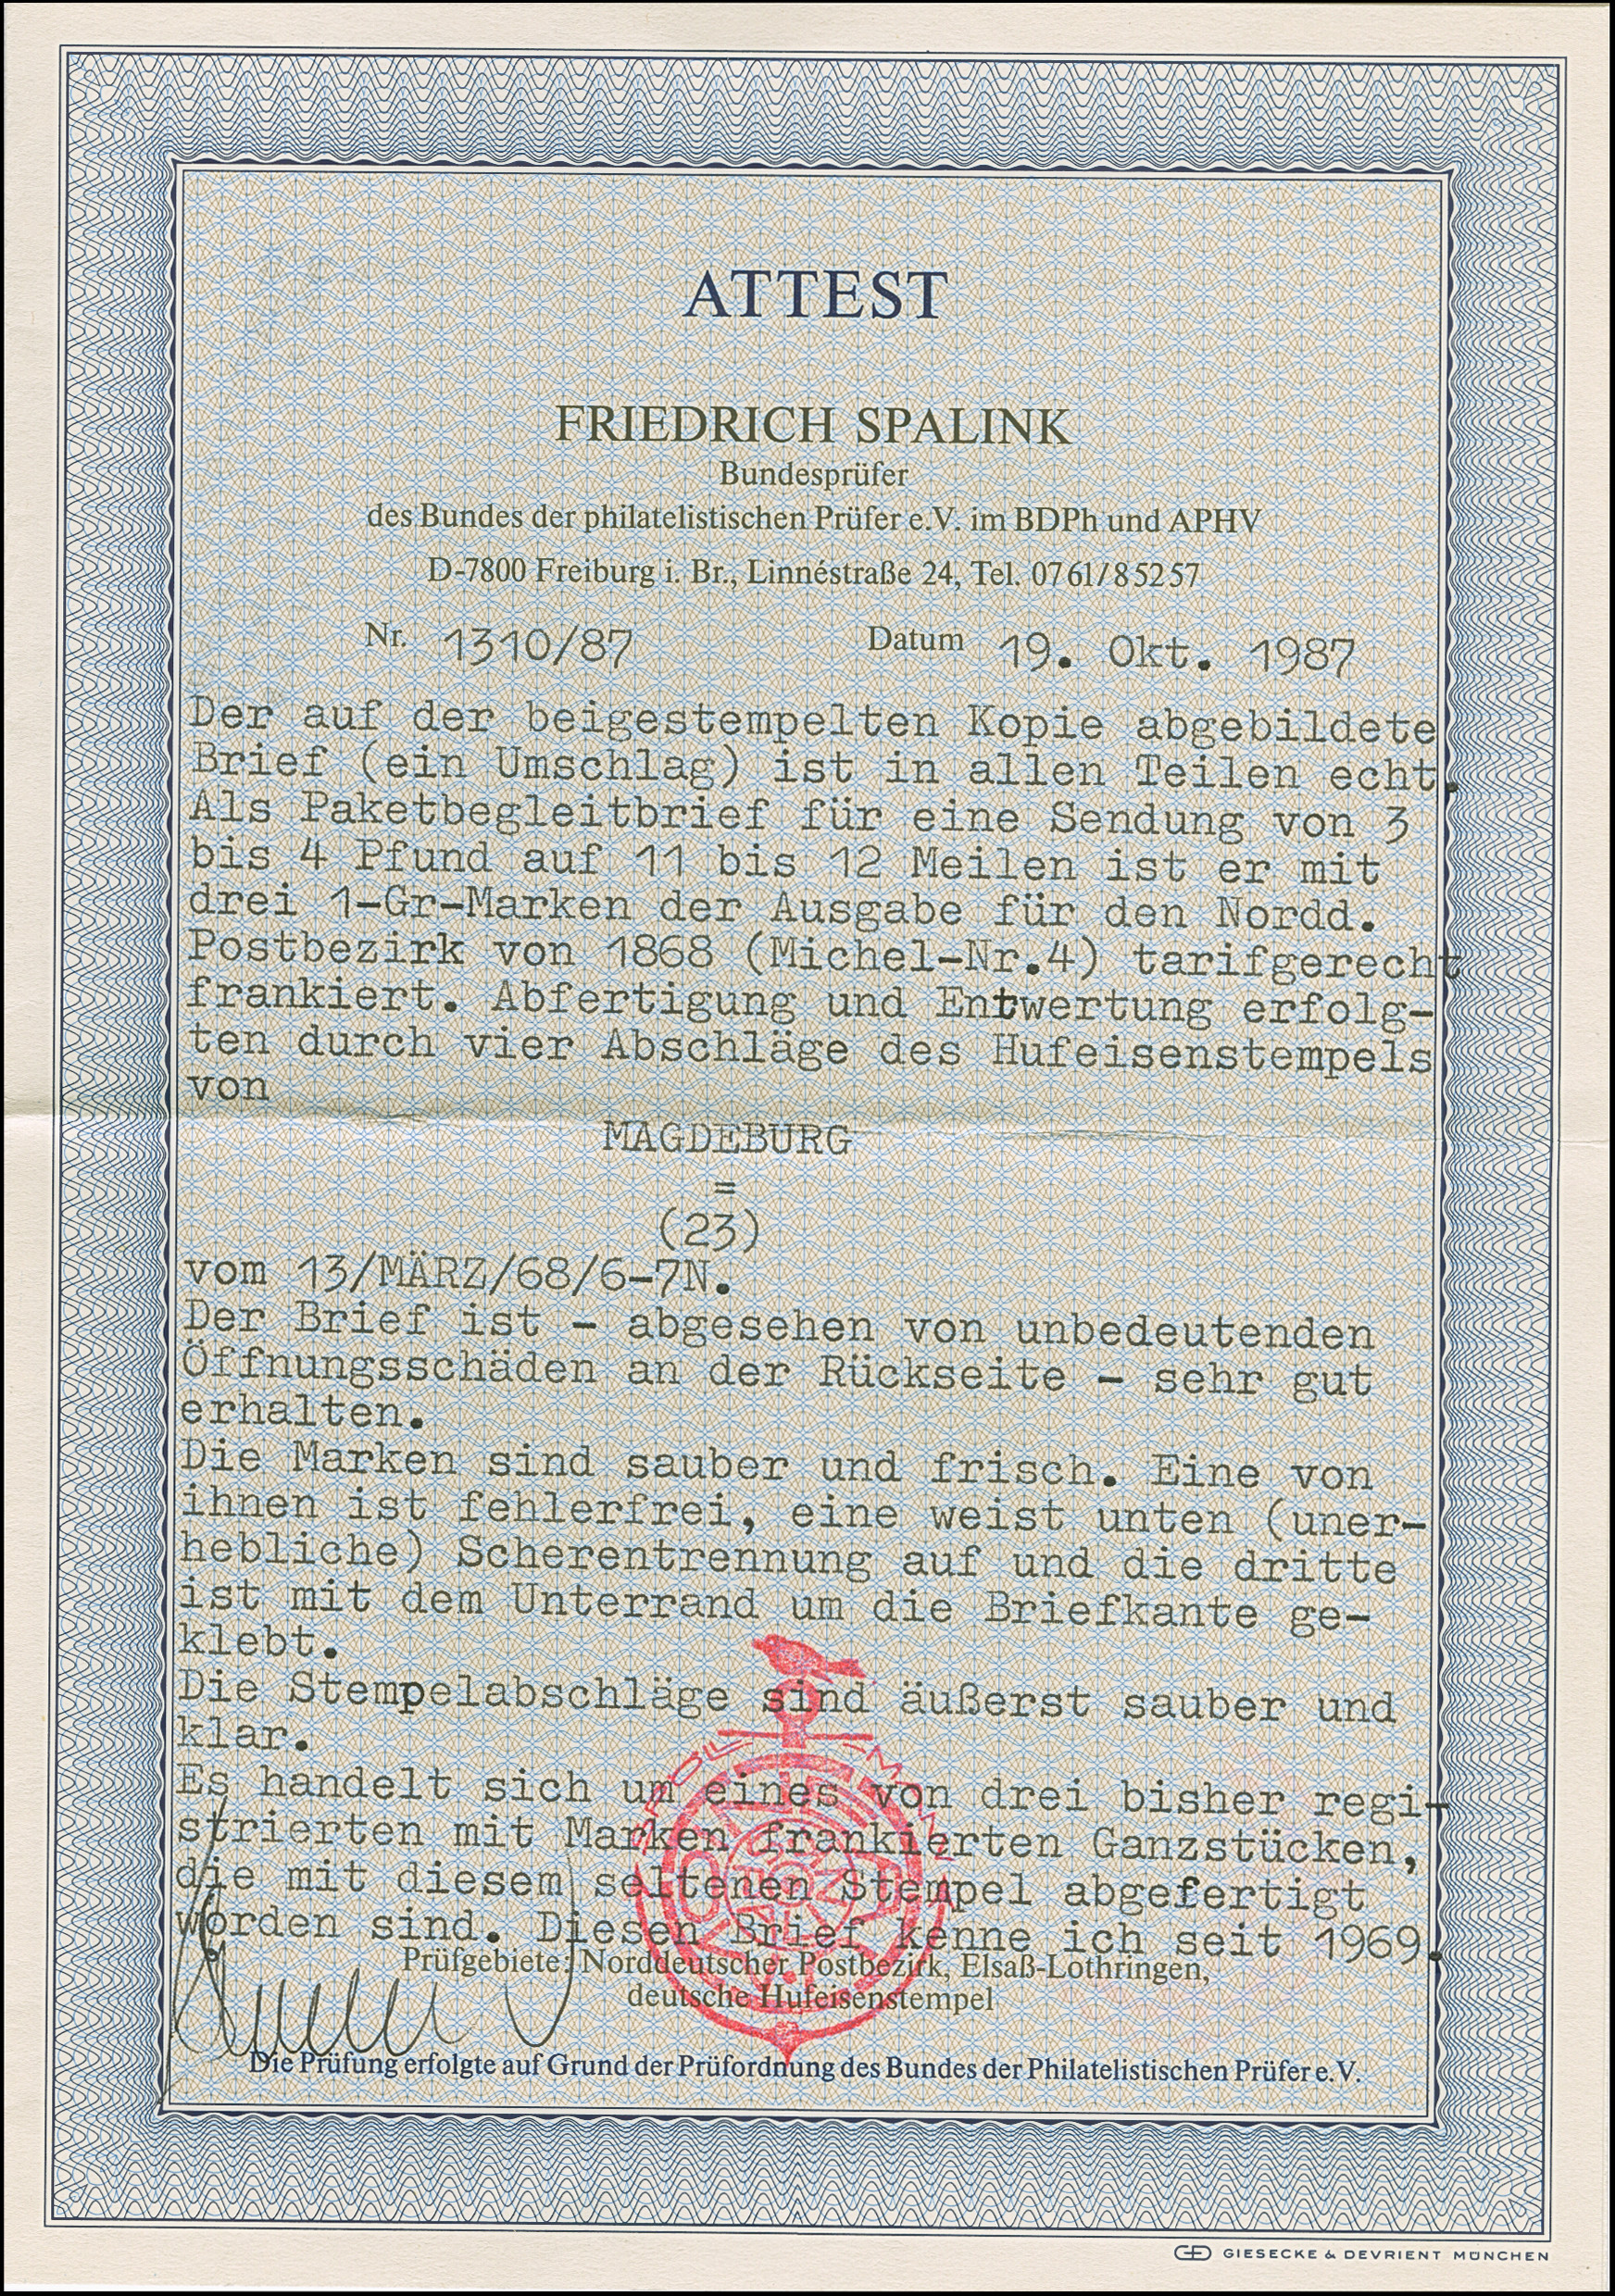 ATTEST
FRIEDRICH SPALINK
Bundesprüfer
des Bundes der philatelistischen Prüfer e.V. im BDPh und APHV
D-7800 Freiburg i. Br., Linnéstraße 24, Tel. 0761/85257
Nr. 1310/87 Datum 19. Okt. 1987
Der auf der beigestempelten Kopie abgebildete
Brief (ein Umschlag) ist in allen Teilen echt.
Als Paketbegleitbrief für eine Sendung von 3
bis 4 Pfund auf 11 bis 12 Meilen ist er mit
drei 1-Gr-Marken der Ausgabe für den Nordd.
Postbezirk von 1868 (Michel-Nr.4) tarifgerecht
frankiert. Abfertigung und Entwertung erfolg-
ten durch vier Abschläge des Hufeisenstempels
von
MAGDEBURG
=
(23)
vom 13/MÄRZ/68/6-7N.
Der Brief ist - abgesehen von unbedeutenden
Öffnungsschäden an der Rückseite - sehr gut
erhalten.
Die Marken sind sauber und frisch. Eine von
ihnen ist fehlerfrei, eine weist unten (uner-
hebliche) Scherentrennung auf und die dritte
ist mit dem Unterrand um die Briefkante ge-
klebt.
Die Stempelabschläge sind äußerst sauber und
klar.
Es handelt sich um eines von drei bisher regi-
strierten mit Marken frankierten Ganzstücken,
die mit diesem seltenen Stempel abgefertigt
worden sind. Diesen Brief kenne ich seit 1969.
Prüfgebiete: Norddeutscher Postbezirk, Elsaß-Lothringen,
deutsche Hufeisenstempel
Die Prüfung erfolgte auf Grund der Prüfordnung des Bundes der Philatelistischen Prüfer e.V.
GIESECKE & DEVRIENT MÜNCHEN